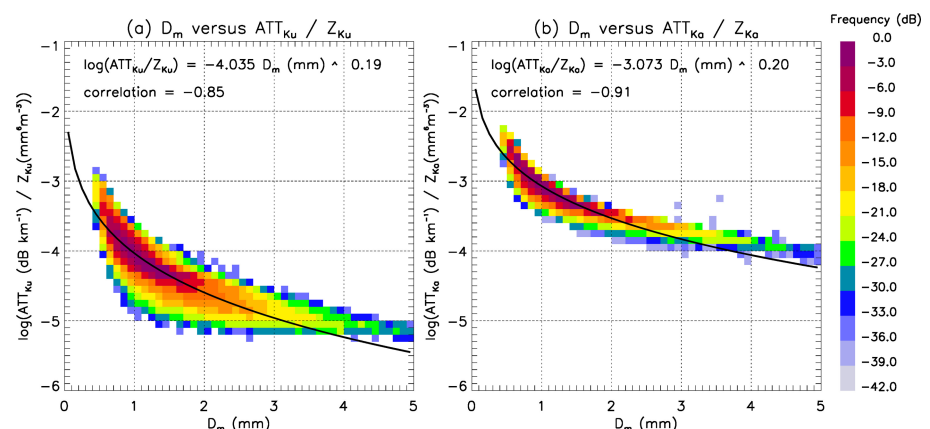 (a) Dm versus ATTKu / ZKu
(b) Dm versus ATTKa / ZKa
Frequency (dB)
log(ATTKu/ZKu) = −4.035 Dm (mm) ^ 0.19
correlation = −0.85
log(ATTKa/ZKa) = −3.073 Dm (mm) ^ 0.20
correlation = −0.91
log(ATTKu (dB km⁻¹) / ZKu(mm⁶m⁻³))
−1
−2
−3
−4
−5
−6
0 1 2 3 4 5
Dm (mm)
log(ATTKa (dB km⁻¹) / ZKa(mm⁶m⁻³))
−1
−2
−3
−4
−5
−6
0 1 2 3 4 5
Dm (mm)
0.0
−3.0
−6.0
−9.0
−12.0
−15.0
−18.0
−21.0
−24.0
−27.0
−30.0
−33.0
−36.0
−39.0
−42.0